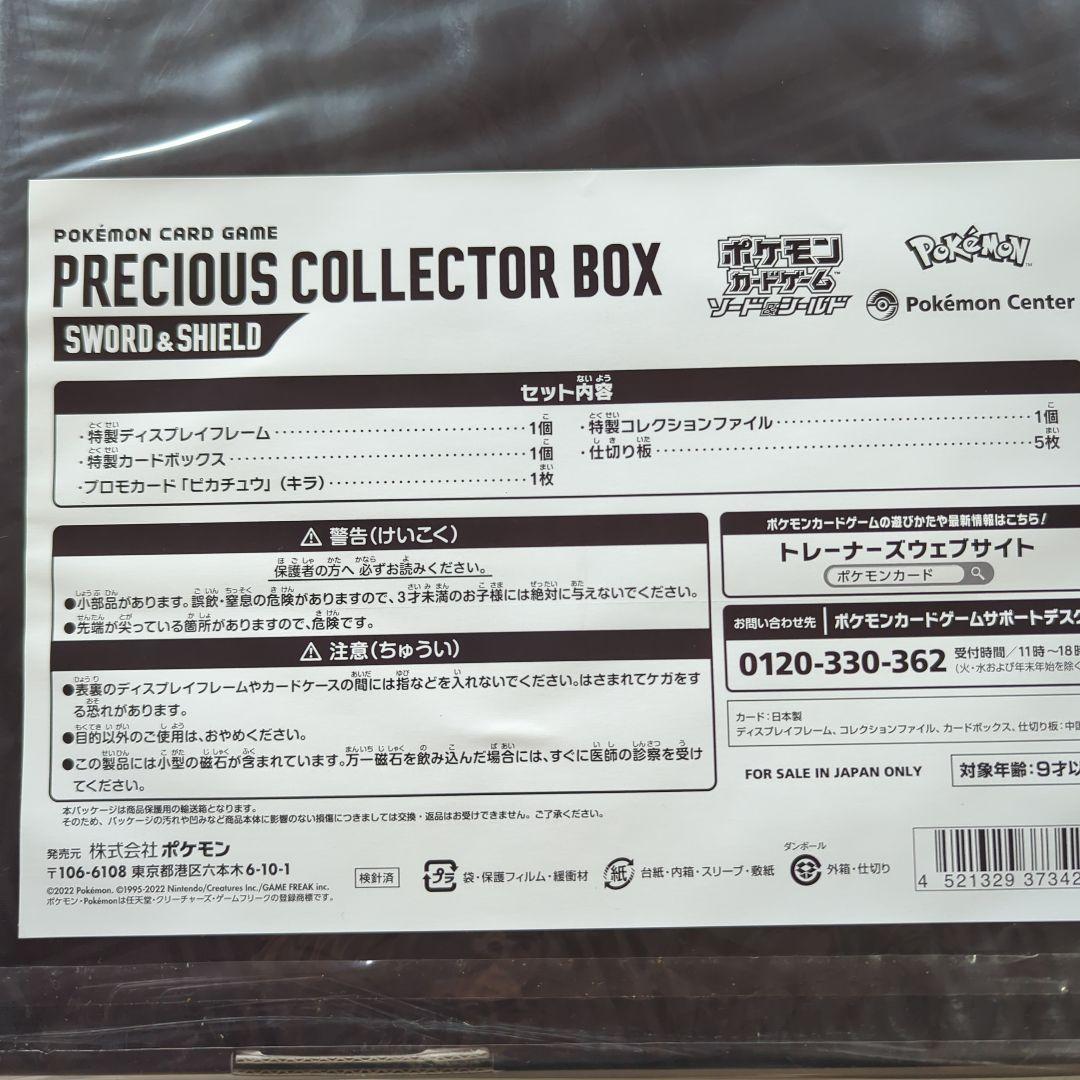 POKÉMON CARD GAME
PRECIOUS COLLECTOR BOX
SWORD & SHIELD
ポケモン
カードゲーム™
ソード&シールド
POKéMON™
Pokémon Center
セット内容
・特製ディスプレイフレーム 1個
・特製カードボックス 1個
・プロモカード「ピカチュウ」(キラ) 1枚
・特製コレクションファイル 1個
・仕切り板 5枚
⚠ 警告(けいこく)
保護者の方へ 必ずお読みください。
●小部品があります。誤飲・窒息の危険がありますので、3才未満のお子様には絶対に与えないでください。
●先端が尖っている箇所がありますので、危険です。
⚠ 注意(ちゅうい)
●表裏のディスプレイフレームやカードケースの間には指などを入れないでください。はさまれてケガをす
る恐れがあります。
●目的以外のご使用は、おやめください。
●この製品には小型の磁石が含まれています。万一磁石を飲み込んだ場合には、すぐに医師の診察を受け
てください。
ポケモンカードゲームの遊びかたや最新情報はこちら!
トレーナーズウェブサイト
ポケモンカード
お問い合わせ先 ポケモンカードゲームサポートデスク
0120-330-362
受付時間/11時~18時
(火・水および年末年始を除く
カード:日本製
ディスプレイフレーム、コレクションファイル、カードボックス、仕切り板:中国
FOR SALE IN JAPAN ONLY
対象年齢:9才以
本パッケージは商品保護用の輸送箱となります。
そのため、パッケージの汚れや凹みなど商品本体に影響のない損傷につきましては交換・返品はお受けできません。ご了承ください。
発売元 株式会社 ポケモン
〒106-6108 東京都港区六本木6-10-1
©2022 Pokémon. ©1995-2022 Nintendo/Creatures Inc./GAME FREAK inc.
ポケモン・Pokémonは任天堂・クリーチャーズ・ゲームフリークの登録商標です。
検針済
プラ 袋・保護フィルム・緩衝材
紙 台紙・内箱・スリーブ・敷紙
ダンボール
外箱・仕切り
4 521329 37342